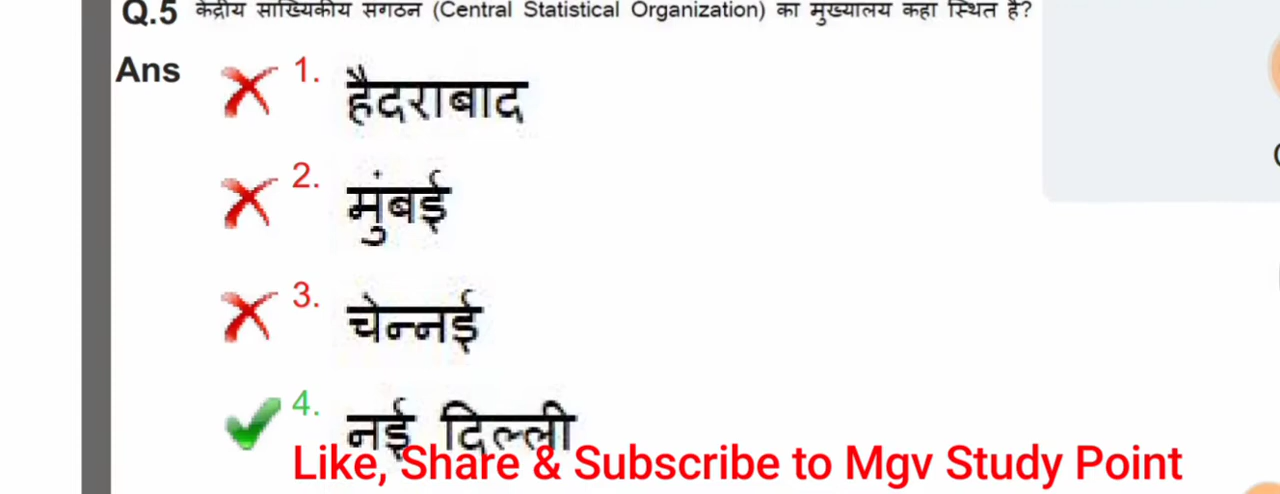 Q.5 केंद्रीय सांख्यिकीय संगठन (Central Statistical Organization) का मुख्यालय कहाँ स्थित है?
Ans 1. हैदराबाद
2. मुंबई
3. चेन्नई
4. नई दिल्ली
Like, Share & Subscribe to Mgv Study Point